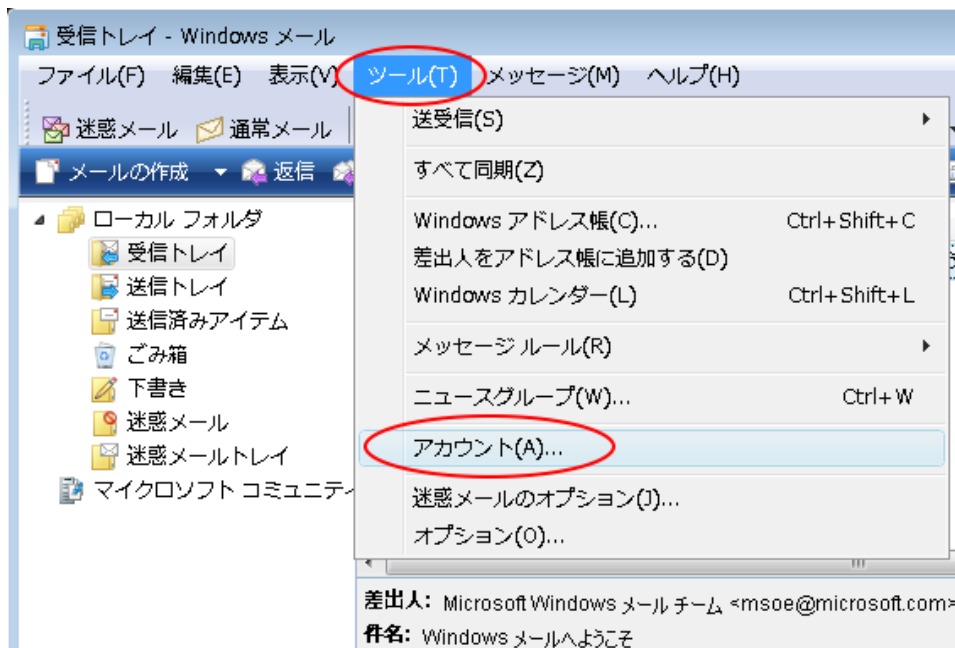 受信トレイ - Windows メール
ファイル(F) 編集(E) 表示(V) ツール(T) メッセージ(M) ヘルプ(H)
迷惑メール 通常メール
メールの作成 返信
ローカル フォルダ
受信トレイ
送信トレイ
送信済みアイテム
ごみ箱
下書き
迷惑メール
迷惑メールトレイ
マイクロソフト コミュニティ
送受信(S)
すべて同期(Z)
Windows アドレス帳(C)... Ctrl+Shift+C
差出人をアドレス帳に追加する(D)
Windows カレンダー(L) Ctrl+Shift+L
メッセージ ルール(R)
ニュースグループ(W)... Ctrl+W
アカウント(A)...
迷惑メールのオプション(J)...
オプション(O)...
差出人: Microsoft Windows メール チーム <msoe@microsoft.com>
件名: Windows メールへようこそ